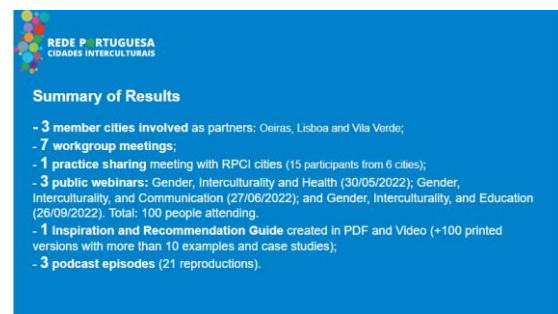 REDE PORTUGUESA
CIDADES INTERCULTURAIS
Summary of Results
- 3 member cities involved as partners: Oeiras, Lisboa and Vila Verde;
- 7 workgroup meetings;
- 1 practice sharing meeting with RPCI cities (15 participants from 6 cities);
- 3 public webinars: Gender, Interculturality and Health (30/05/2022); Gender,
Interculturality, and Communication (27/06/2022); and Gender, Interculturality, and Education
(26/09/2022). Total: 100 people attending.
- 1 Inspiration and Recommendation Guide created in PDF and Video (+100 printed
versions with more than 10 examples and case studies);
- 3 podcast episodes (21 reproductions).